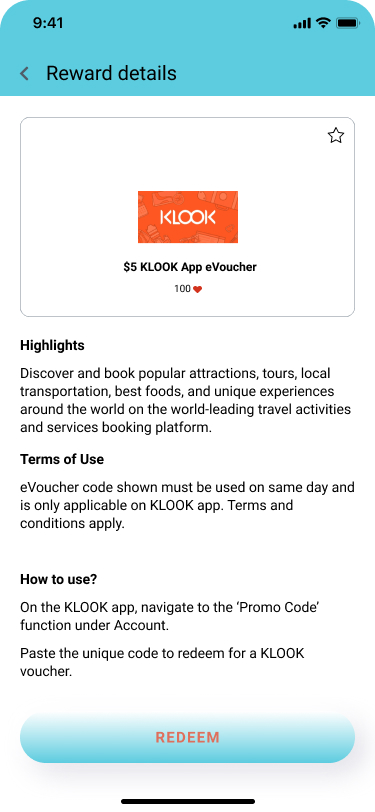 9:41
Reward details
KLOOK
$5 KLOOK App eVoucher
100
Highlights
Discover and book popular attractions, tours, local
transportation, best foods, and unique experiences
around the world on the world-leading travel activities
and services booking platform.
Terms of Use
eVoucher code shown must be used on same day and
is only applicable on KLOOK app. Terms and
conditions apply.
How to use?
On the KLOOK app, navigate to the ‘Promo Code’
function under Account.
Paste the unique code to redeem for a KLOOK
voucher.
REDEEM